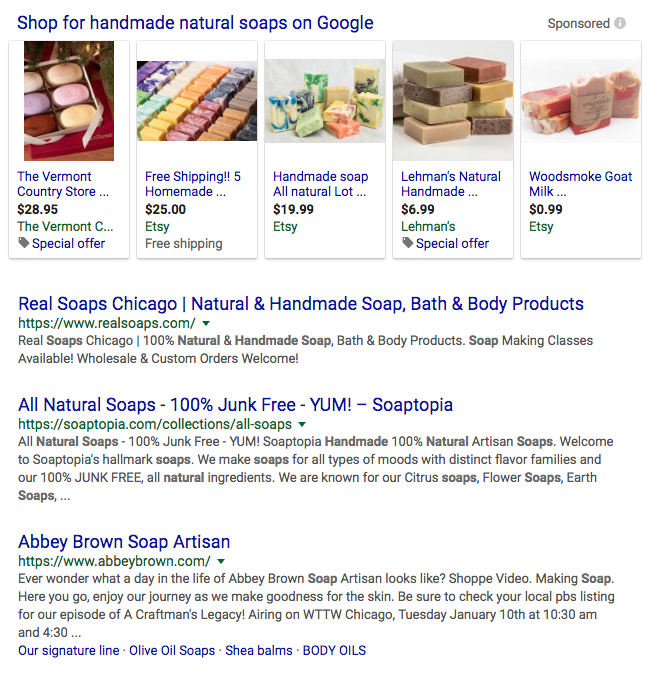 Shop for handmade natural soaps on Google
Sponsored
The Vermont
Country Store ...
$28.95
The Vermont C...
Special offer
Free Shipping!! 5
Homemade ...
$25.00
Etsy
Free shipping
Handmade soap
All natural Lot ...
$19.99
Etsy
Lehman's Natural
Handmade ...
$6.99
Lehman's
Special offer
Woodsmoke Goat
Milk ...
$0.99
Etsy
Real Soaps Chicago | Natural & Handmade Soap, Bath & Body Products
https://www.realsoaps.com/
Real Soaps Chicago | 100% Natural & Handmade Soap, Bath & Body Products. Soap Making Classes
Available! Wholesale & Custom Orders Welcome!
All Natural Soaps - 100% Junk Free - YUM! – Soaptopia
https://soaptopia.com/collections/all-soaps
All Natural Soaps - 100% Junk Free - YUM! Soaptopia Handmade 100% Natural Artisan Soaps. Welcome
to Soaptopia's hallmark soaps. We make soaps for all types of moods with distinct flavor families and
our 100% JUNK FREE, all natural ingredients. We are known for our Citrus soaps, Flower Soaps, Earth
Soaps, ...
Abbey Brown Soap Artisan
https://www.abbeybrown.com/
Ever wonder what a day in the life of Abbey Brown Soap Artisan looks like? Shoppe Video. Making Soap.
Here you go, enjoy our journey as we make goodness for the skin. Be sure to check your local pbs listing
for our episode of A Craftman's Legacy! Airing on WTTW Chicago, Tuesday January 10th at 10:30 am
and 4:30 ...
Our signature line · Olive Oil Soaps · Shea balms · BODY OILS